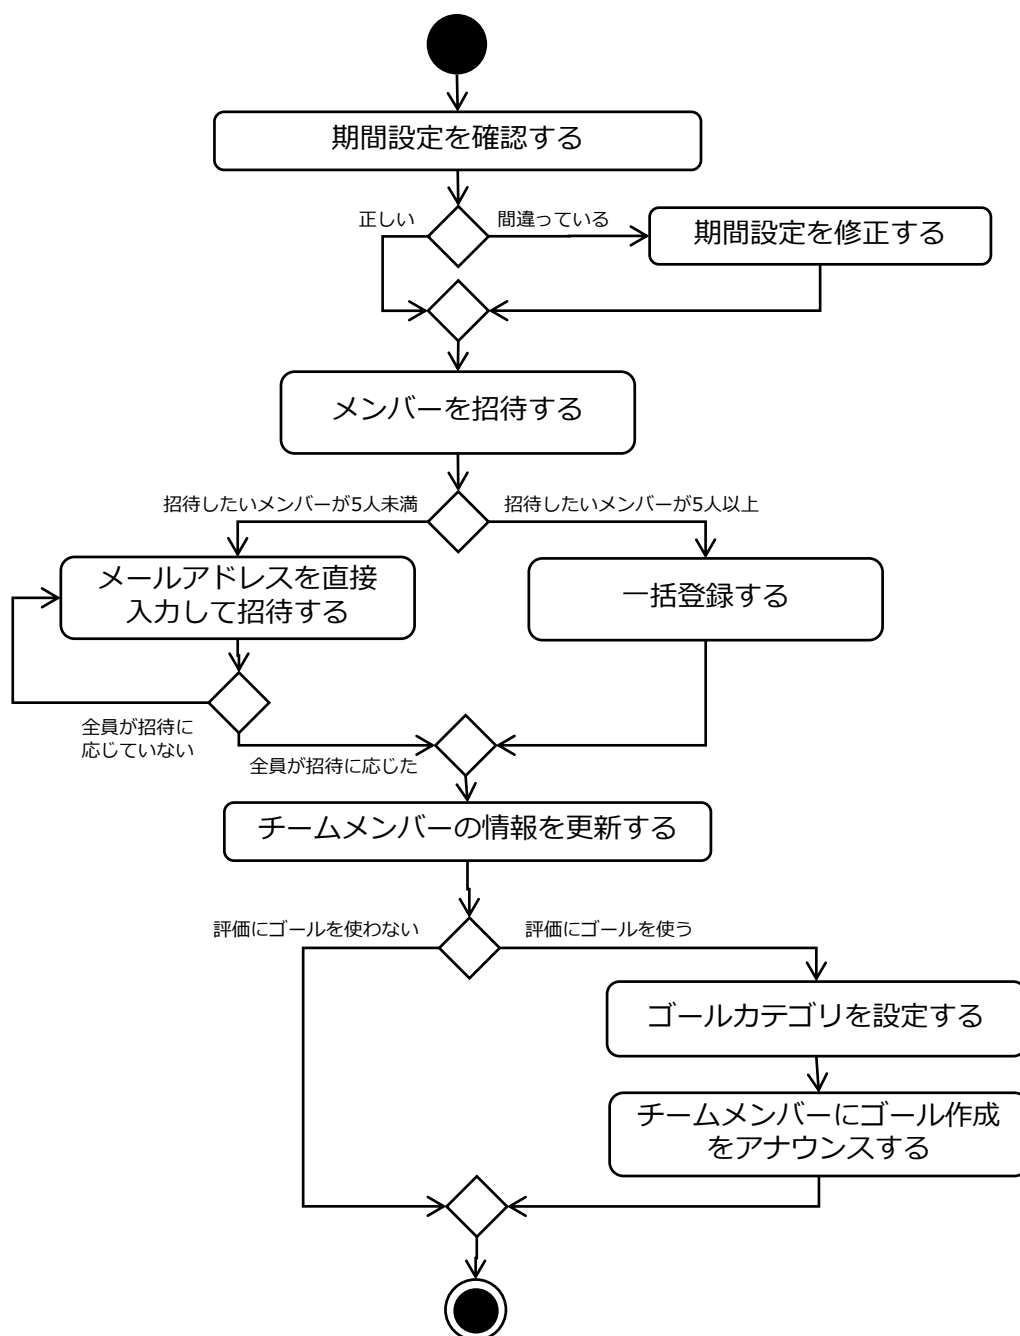 期間設定を確認する
正しい
間違っている
期間設定を修正する
メンバーを招待する
招待したいメンバーが5人未満
招待したいメンバーが5人以上
メールアドレスを直接
入力して招待する
一括登録する
全員が招待に
応じていない
全員が招待に応じた
チームメンバーの情報を更新する
評価にゴールを使わない
評価にゴールを使う
ゴールカテゴリを設定する
チームメンバーにゴール作成
をアナウンスする